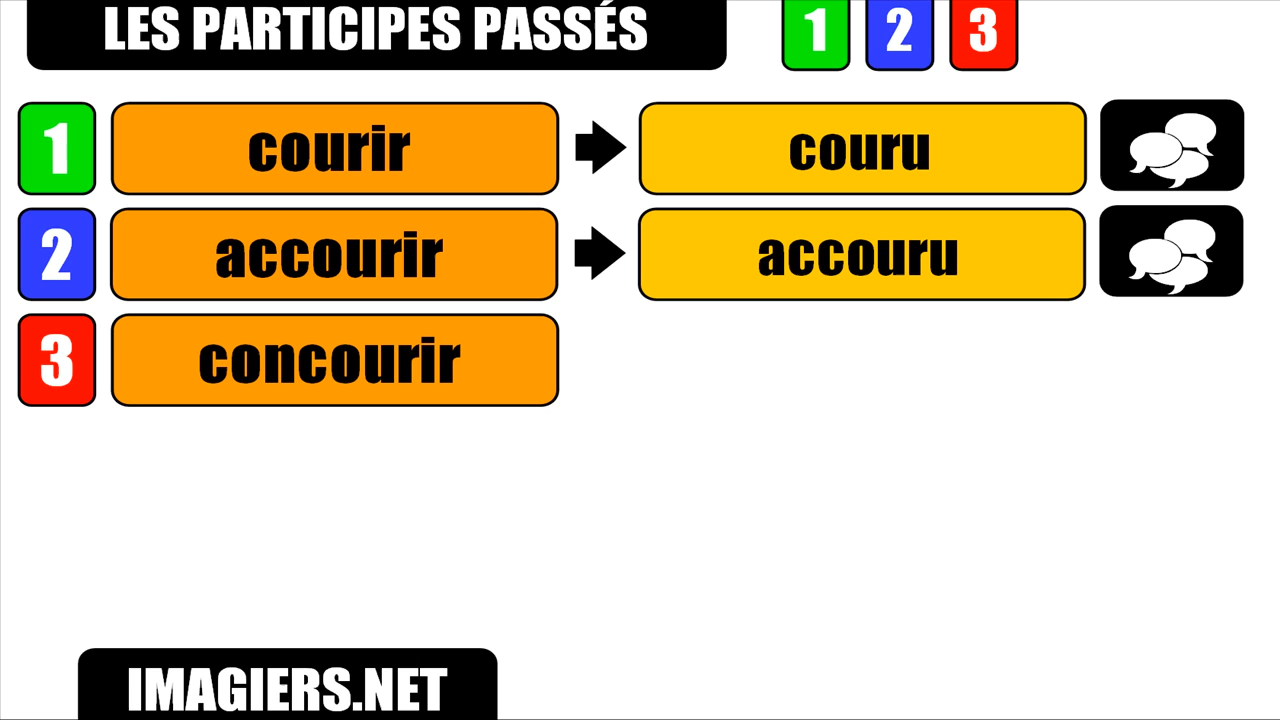 LES PARTICIPES PASSÉS 1 2 3
1 courir couru
2 accourir accouru
3 concourir
IMAGIERS.NET